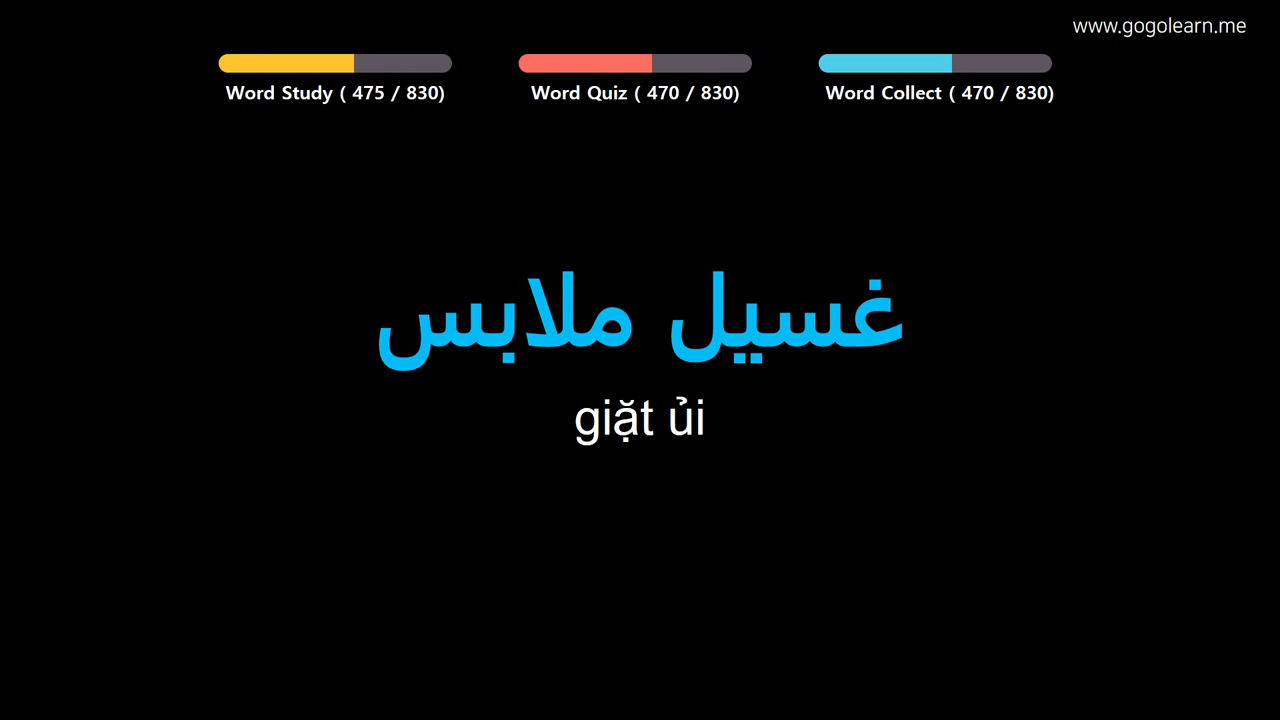 www.gogolearn.me
Word Study ( 475 / 830)
Word Quiz ( 470 / 830)
Word Collect ( 470 / 830)
غسيل ملابس
giặt ủi